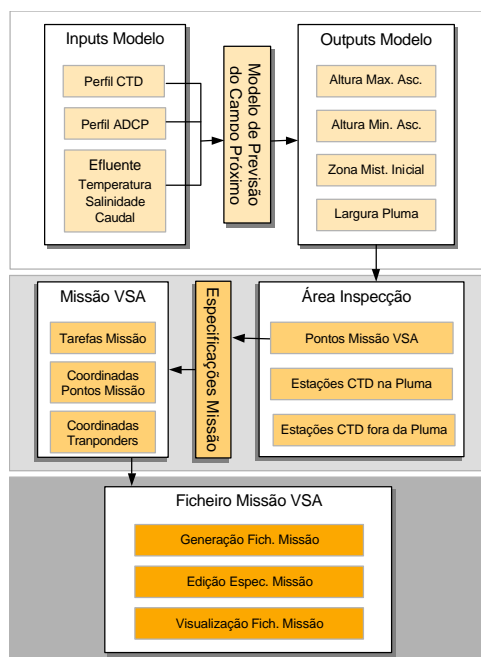 Inputs Modelo
Perfil CTD
Perfil ADCP
Efluente
Temperatura
Salinidade
Caudal
Modelo de Previsão
do Campo Próximo
Outputs Modelo
Altura Max. Asc.
Altura Min. Asc.
Zona Mist. Inicial
Largura Pluma
Missão VSA
Tarefas Missão
Coordinadas
Pontos Missão
Coordinadas
Tranponders
Especificações Missão
Área Inspecção
Pontos Missão VSA
Estações CTD na Pluma
Estações CTD fora da Pluma
Ficheiro Missão VSA
Generação Fich. Missão
Edição Espec. Missão
Visualização Fich. Missão